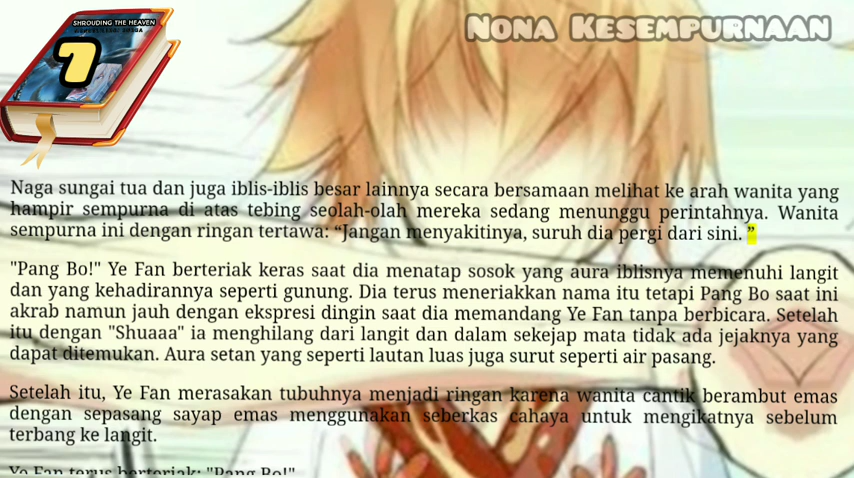 SHROUDING THE HEAVEN
7
Nona Kesempurnaan
Naga sungai tua dan juga iblis-iblis besar lainnya secara bersamaan melihat ke arah wanita yang
hampir sempurna di atas tebing seolah-olah mereka sedang menunggu perintahnya. Wanita
sempurna ini dengan ringan tertawa: “Jangan menyakitinya, suruh dia pergi dari sini. ”
"Pang Bo!" Ye Fan berteriak keras saat dia menatap sosok yang aura iblisnya memenuhi langit
dan yang kehadirannya seperti gunung. Dia terus meneriakkan nama itu tetapi Pang Bo saat ini
akrab namun jauh dengan ekspresi dingin saat dia memandang Ye Fan tanpa berbicara. Setelah
itu dengan "Shuaaa" ia menghilang dari langit dan dalam sekejap mata tidak ada jejaknya yang
dapat ditemukan. Aura setan yang seperti lautan luas juga surut seperti air pasang.
Setelah itu, Ye Fan merasakan tubuhnya menjadi ringan karena wanita cantik berambut emas
dengan sepasang sayap emas menggunakan seberkas cahaya untuk mengikatnya sebelum
terbang ke langit.
Ye Fan terus berteriak: "Pang Bo!"